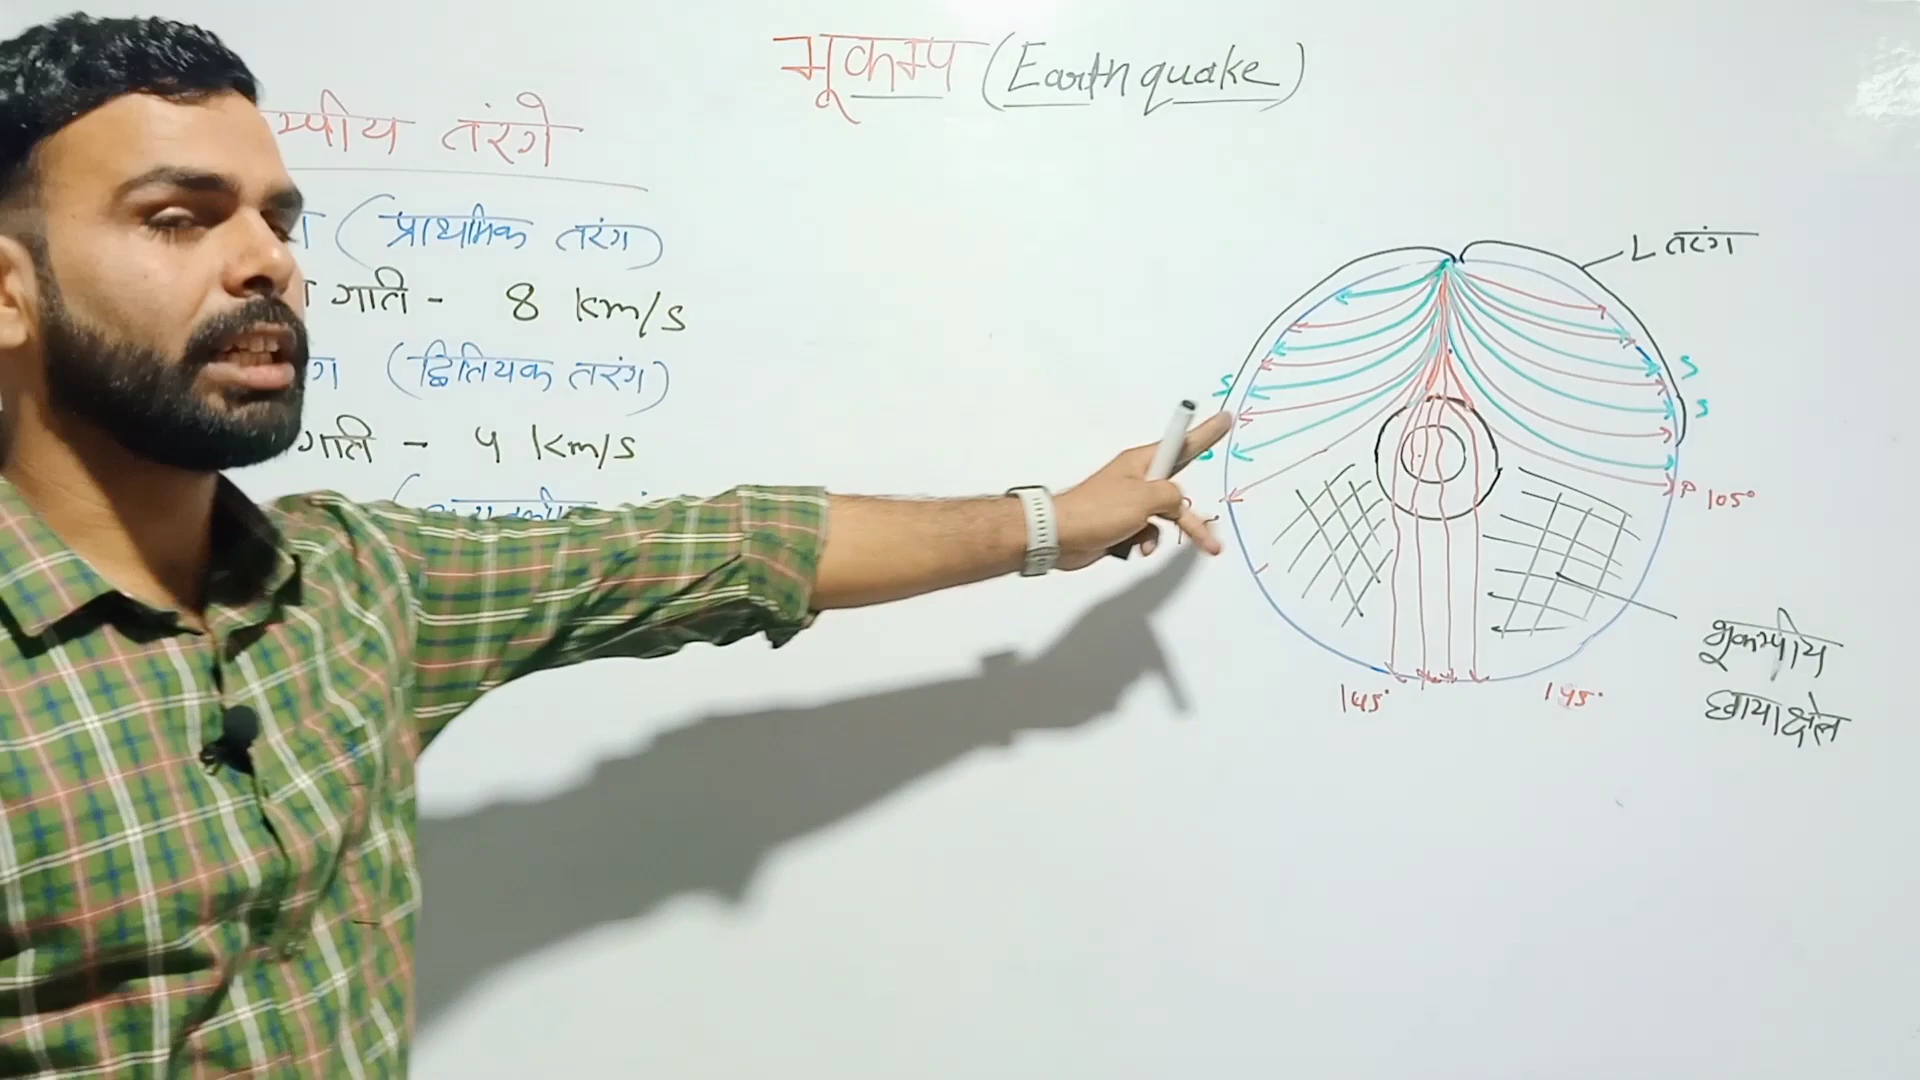 भूकम्प (Earthquake)
म्पीय तरंगे
(प्राथमिक तरंग)
गति - 8 km/s
ग (द्वितियक तरंग)
गति - 4 km/s
L तरंग
S
S
S
S
P 105°
P
145°
145°
भूकम्पीय
छायाक्षेत्र